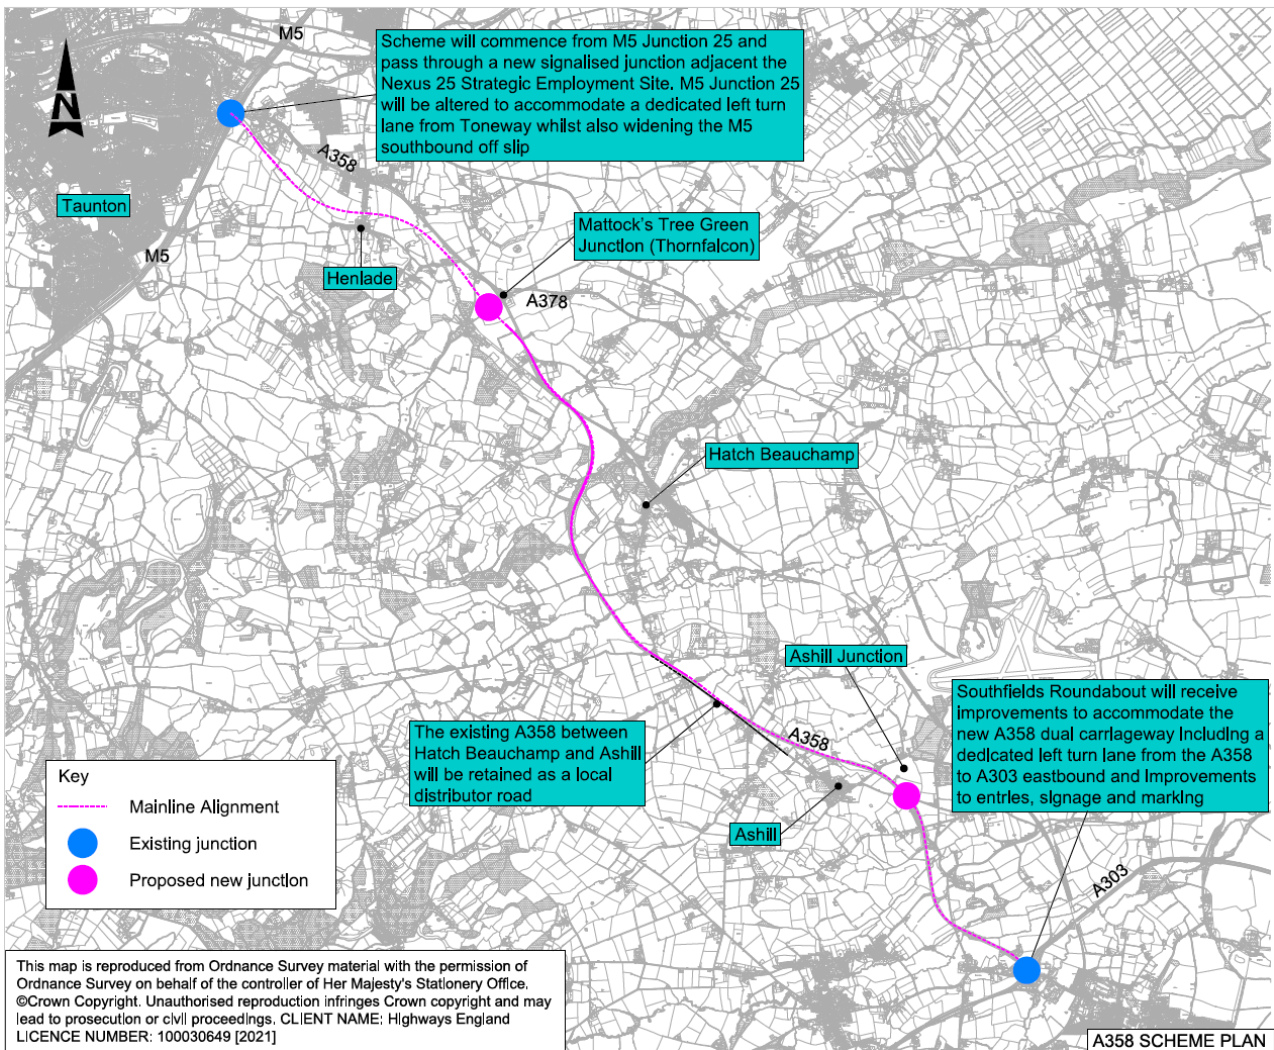 M5
Scheme will commence from M5 Junction 25 and
pass through a new signalised junction adjacent the
Nexus 25 Strategic Employment Site. M5 Junction 25
will be altered to accommodate a dedicated left turn
lane from Toneway whilst also widening the M5
southbound off slip
N
A358
Taunton
Mattock's Tree Green
Junction (Thornfalcon)
M5
Henlade
A378
Hatch Beauchamp
Ashill Junction
Southfields Roundabout will receive
improvements to accommodate the
new A358 dual carriageway including a
dedicated left turn lane from the A358
to A303 eastbound and improvements
to entries, signage and marking
The existing A358 between
Hatch Beauchamp and Ashill
will be retained as a local
distributor road
A358
Ashill
A303
Key
Mainline Alignment
Existing junction
Proposed new junction
This map is reproduced from Ordnance Survey material with the permission of
Ordnance Survey on behalf of the controller of Her Majesty's Stationery Office.
©Crown Copyright. Unauthorised reproduction infringes Crown copyright and may
lead to prosecution or civil proceedings. CLIENT NAME: Highways England
LICENCE NUMBER: 100030649 [2021]
A358 SCHEME PLAN